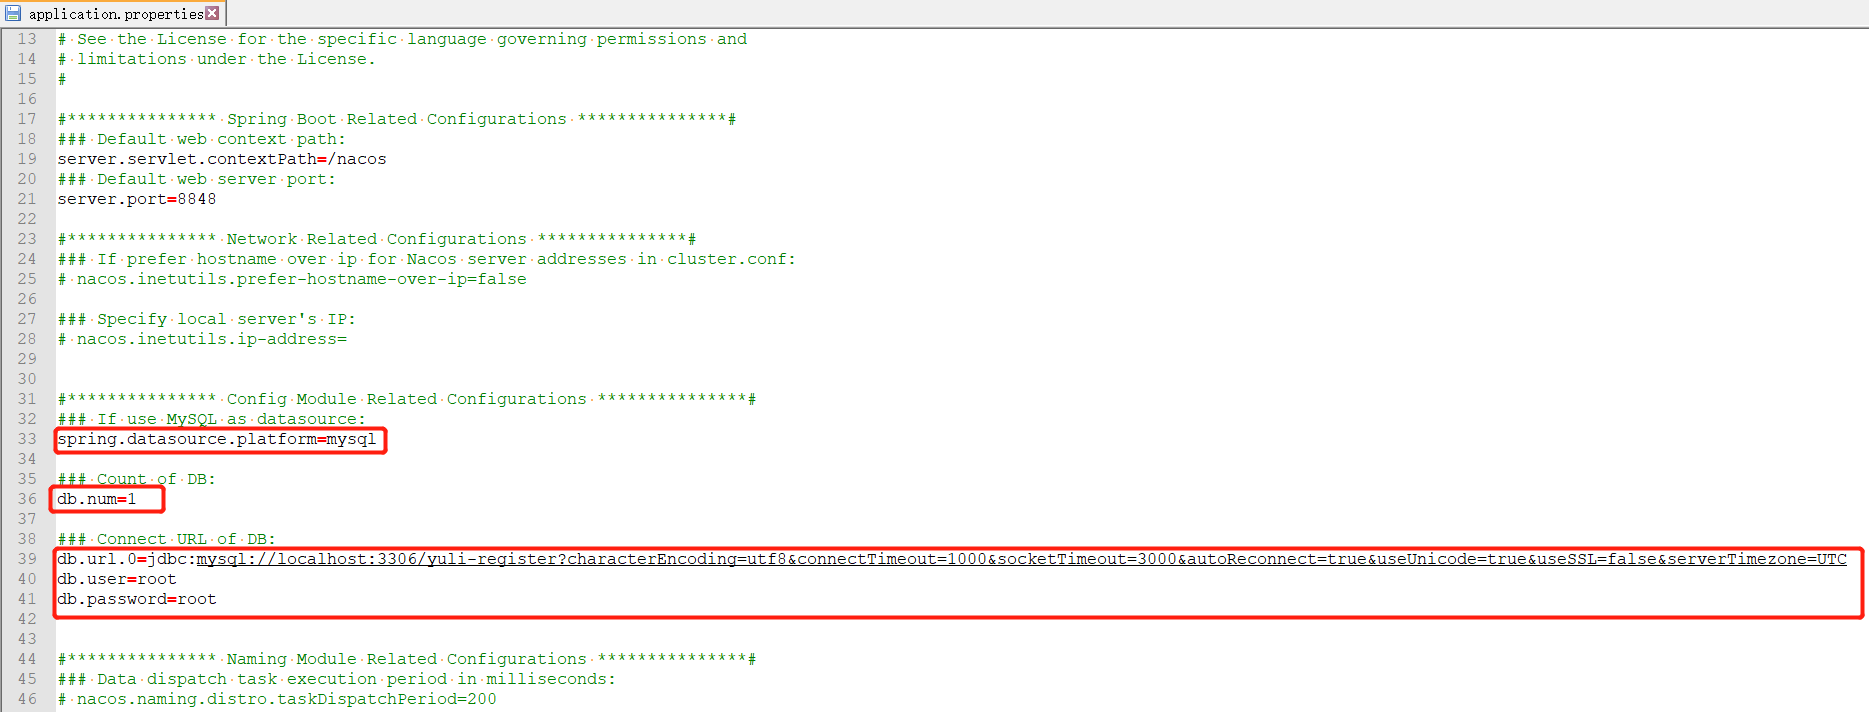 application.properties
13 # See the License for the specific language governing permissions and
14 # limitations under the License.
15 #
16
17 #*************** Spring Boot Related Configurations ***************#
18 ### Default web context path:
19 server.servlet.contextPath=/nacos
20 ### Default web server port:
21 server.port=8848
22
23 #*************** Network Related Configurations ***************#
24 ### If prefer hostname over ip for Nacos server addresses in cluster.conf:
25 # nacos.inetutils.prefer-hostname-over-ip=false
26
27 ### Specify local server's IP:
28 # nacos.inetutils.ip-address=
29
30
31 #*************** Config Module Related Configurations ***************#
32 ### If use MySQL as datasource:
33 spring.datasource.platform=mysql
34
35 ### Count of DB:
36 db.num=1
37
38 ### Connect URL of DB:
39 db.url.0=jdbc:mysql://localhost:3306/yuli-register?characterEncoding=utf8&connectTimeout=1000&socketTimeout=3000&autoReconnect=true&useUnicode=true&useSSL=false&serverTimezone=UTC
40 db.user=root
41 db.password=root
42
43
44 #*************** Naming Module Related Configurations ***************#
45 ### Data dispatch task execution period in milliseconds:
46 # nacos.naming.distro.taskDispatchPeriod=200